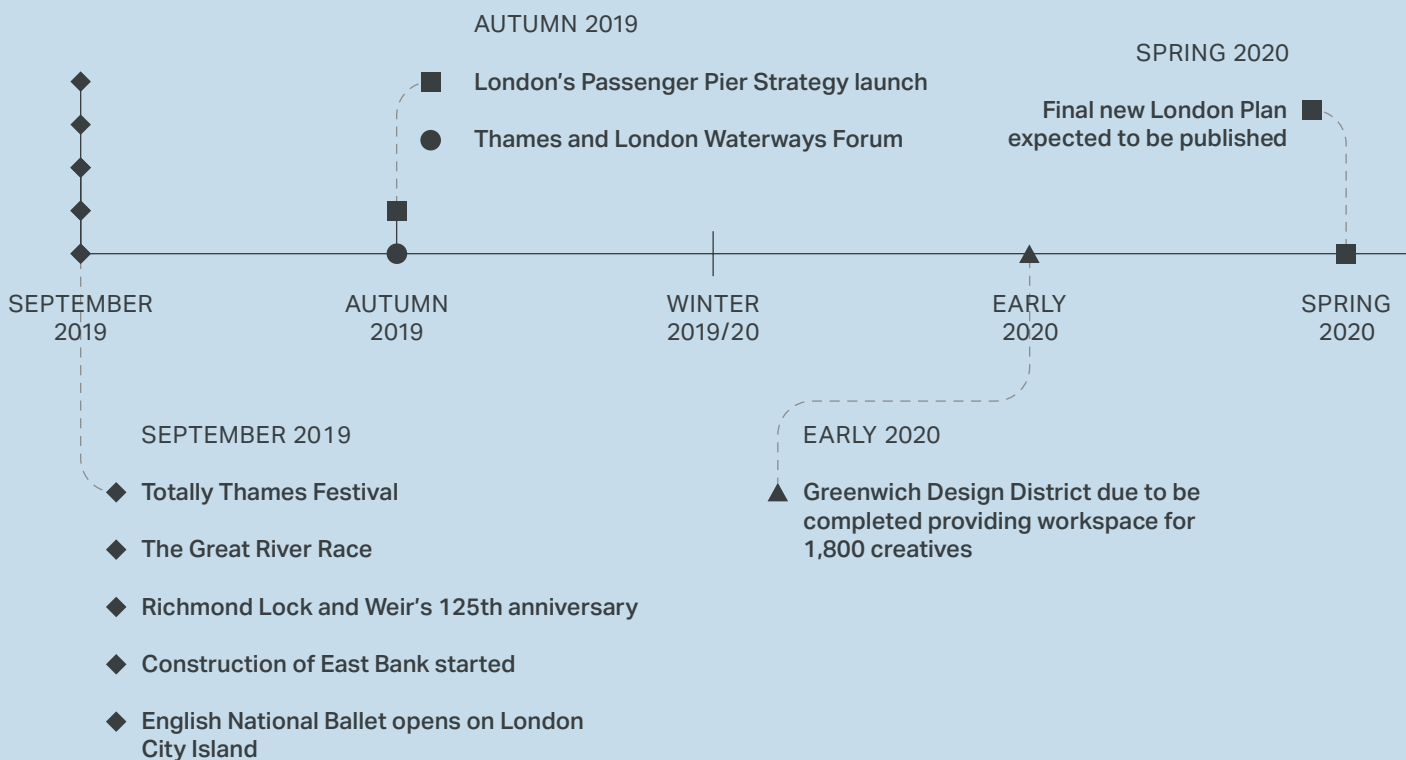 AUTUMN 2019
London’s Passenger Pier Strategy launch
Thames and London Waterways Forum
SPRING 2020
Final new London Plan
expected to be published
SEPTEMBER
2019
AUTUMN
2019
WINTER
2019/20
EARLY
2020
SPRING
2020
SEPTEMBER 2019
Totally Thames Festival
The Great River Race
Richmond Lock and Weir’s 125th anniversary
Construction of East Bank started
English National Ballet opens on London
City Island
EARLY 2020
Greenwich Design District due to be
completed providing workspace for
1,800 creatives